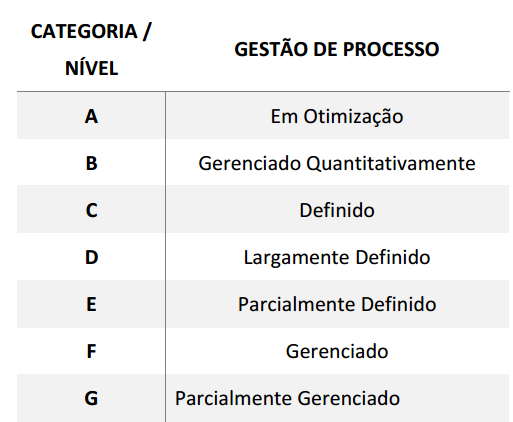 CATEGORIA / NÍVEL GESTÃO DE PROCESSO
A Em Otimização
B Gerenciado Quantitativamente
C Definido
D Largamente Definido
E Parcialmente Definido
F Gerenciado
G Parcialmente Gerenciado